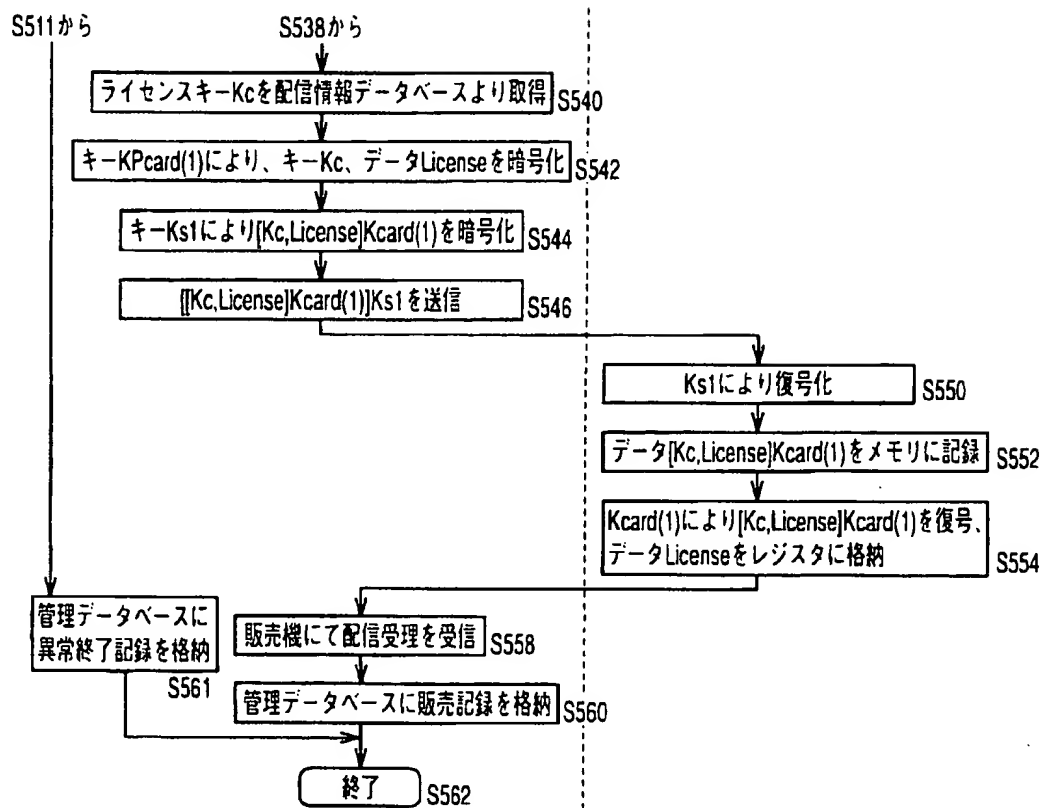 S511から
S538から
ライセンスキーKcを配信情報データベースより取得
S540
キーKPcard(1)により、キーKc、データLicenseを暗号化
S542
キーKs1により[Kc,License]Kcard(1)を暗号化
S544
[[Kc,License]Kcard(1)]Ks1を送信
S546
Ks1により復号化
S550
データ[Kc,License]Kcard(1)をメモリに記録
S552
Kcard(1)により[Kc,License]Kcard(1)を復号、
データLicenseをレジスタに格納
S554
管理データベースに
異常終了記録を格納
S561
販売機にて配信受理を受信
S558
管理データベースに販売記録を格納
S560
終了
S562